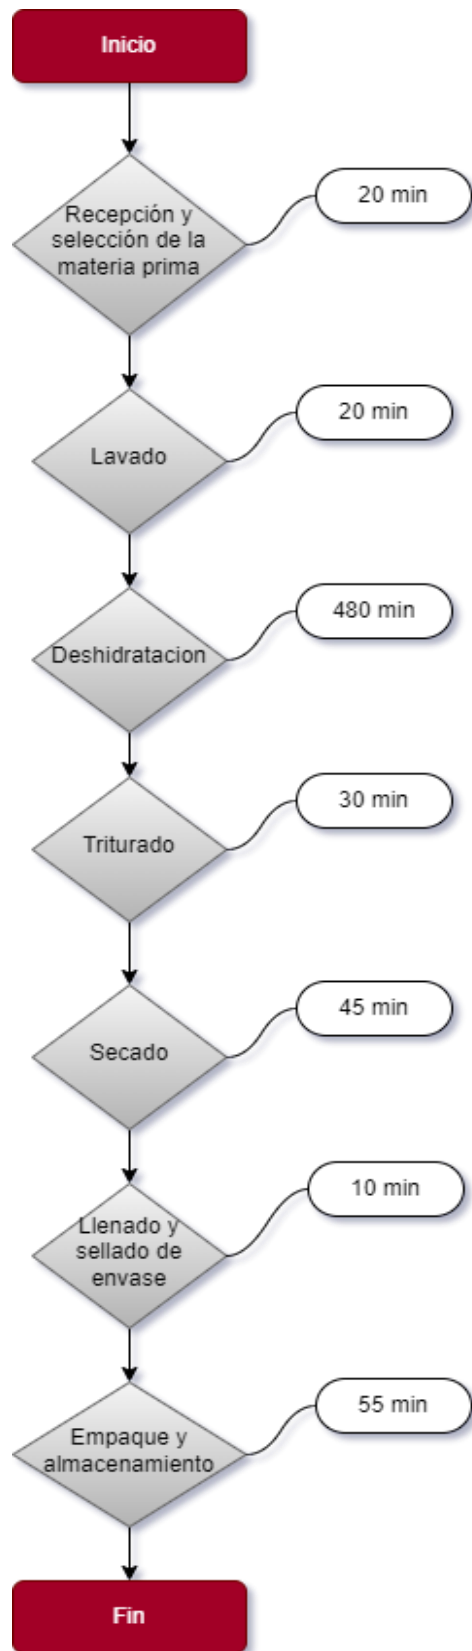 Inicio
Recepción y
selección de la
materia prima
20 min
Lavado
20 min
Deshidratacion
480 min
Triturado
30 min
Secado
45 min
Llenado y
sellado de
envase
10 min
Empaque y
almacenamiento
55 min
Fin